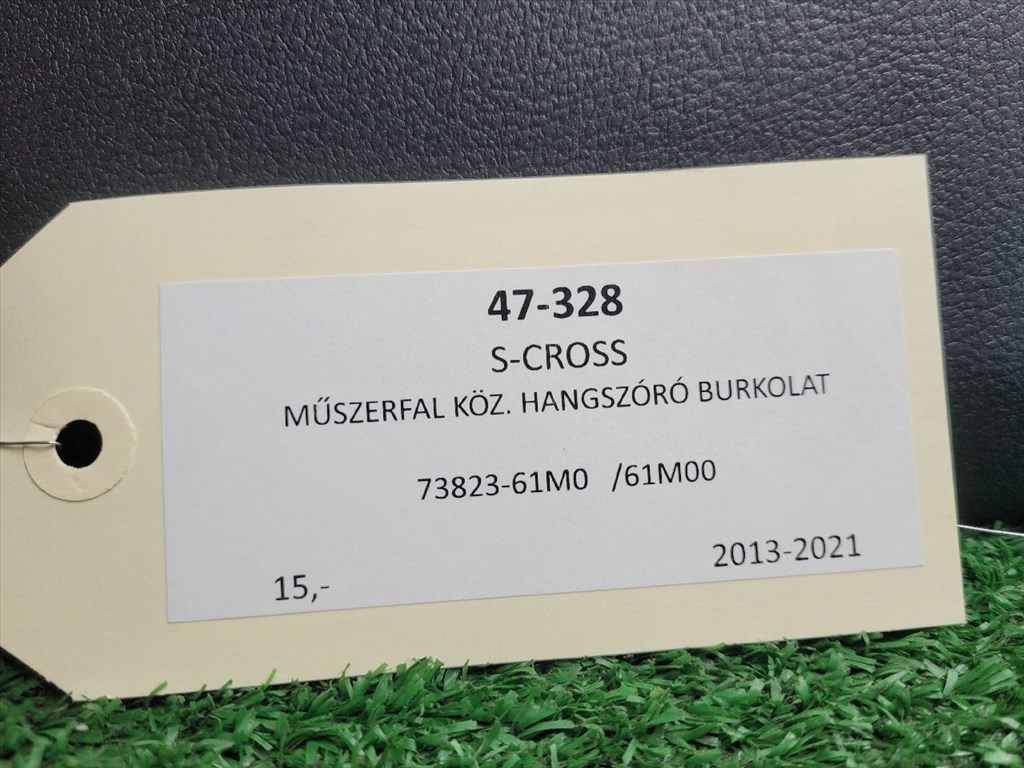 47-328
S-CROSS
MŰSZERFAL KÖZ. HANGSZÓRÓ BURKOLAT
73823-61M0 /61M00
2013-2021
15,-